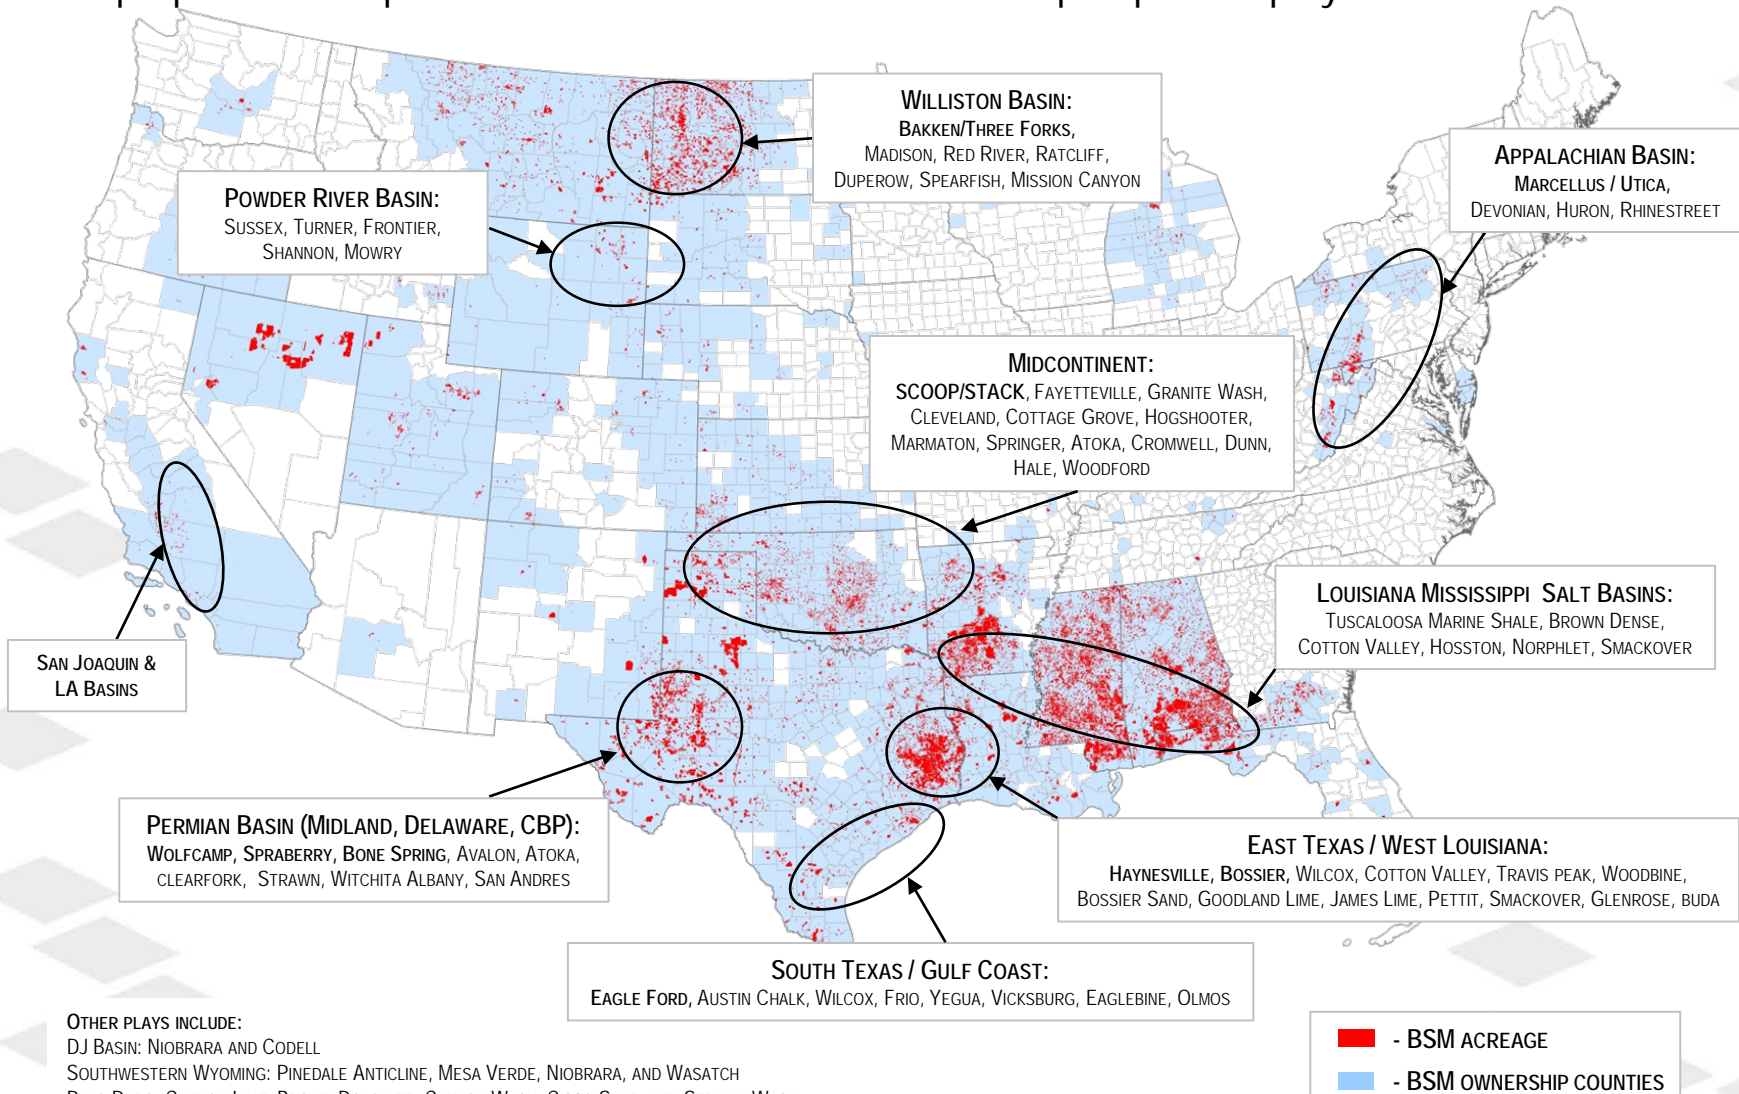 WILLISTON BASIN:
BAKKEN/THREE FORKS,
MADISON, RED RIVER, RATCLIFF,
DUPEROW, SPEARFISH, MISSION CANYON
APPALACHIAN BASIN:
MARCELLUS / UTICA,
DEVONIAN, HURON, RHINESTREET
POWDER RIVER BASIN:
SUSSEX, TURNER, FRONTIER,
SHANNON, MOWRY
MIDCONTINENT:
SCOOP/STACK, FAYETTEVILLE, GRANITE WASH,
CLEVELAND, COTTAGE GROVE, HOGSHOOTER,
MARMATON, SPRINGER, ATOKA, CROMWELL, DUNN,
HALE, WOODFORD
LOUISIANA MISSISSIPPI SALT BASINS:
TUSCALOOSA MARINE SHALE, BROWN DENSE,
COTTON VALLEY, HOSSTON, NORPHLET, SMACKOVER
SAN JOAQUIN &
LA BASINS
PERMIAN BASIN (MIDLAND, DELAWARE, CBP):
WOLFCAMP, SPRABERRY, BONE SPRING, AVALON, ATOKA,
CLEARFORK, STRAWN, WITCHITA ALBANY, SAN ANDRES
EAST TEXAS / WEST LOUISIANA:
HAYNESVILLE, BOSSIER, WILCOX, COTTON VALLEY, TRAVIS PEAK, WOODBINE,
BOSSIER SAND, GOODLAND LIME, JAMES LIME, PETTIT, SMACKOVER, GLENROSE, BUDA
SOUTH TEXAS / GULF COAST:
EAGLE FORD, AUSTIN CHALK, WILCOX, FRIO, YEGUA, VICKSBURG, EAGLEBINE, OLMOS
OTHER PLAYS INCLUDE:
DJ BASIN: NIOBRARA AND CODELL
SOUTHWESTERN WYOMING: PINEDALE ANTICLINE, MESA VERDE, NIOBRARA, AND WASATCH
- BSM ACREAGE
- BSM OWNERSHIP COUNTIES